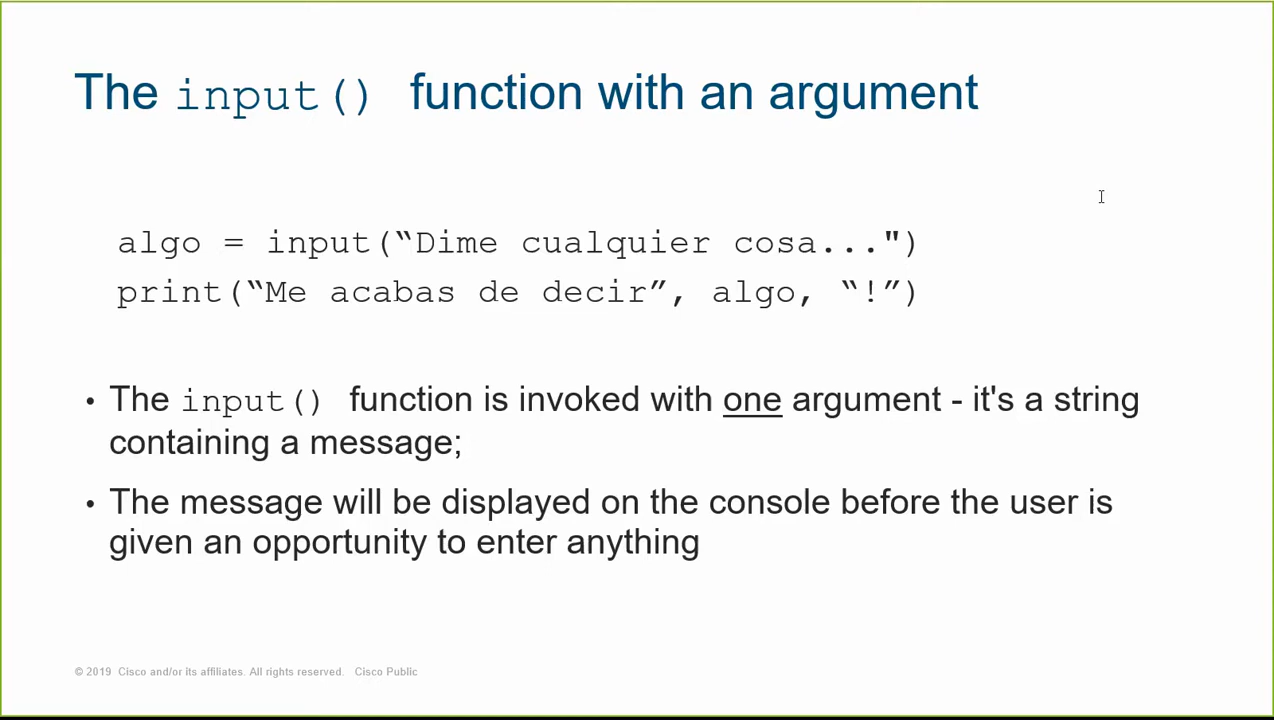 The input() function with an argument
algo = input(“Dime cualquier cosa...")
print(“Me acabas de decir”, algo, “!”)
• The input() function is invoked with one argument - it's a string
containing a message;
• The message will be displayed on the console before the user is
given an opportunity to enter anything
© 2019 Cisco and/or its affiliates. All rights reserved. Cisco Public